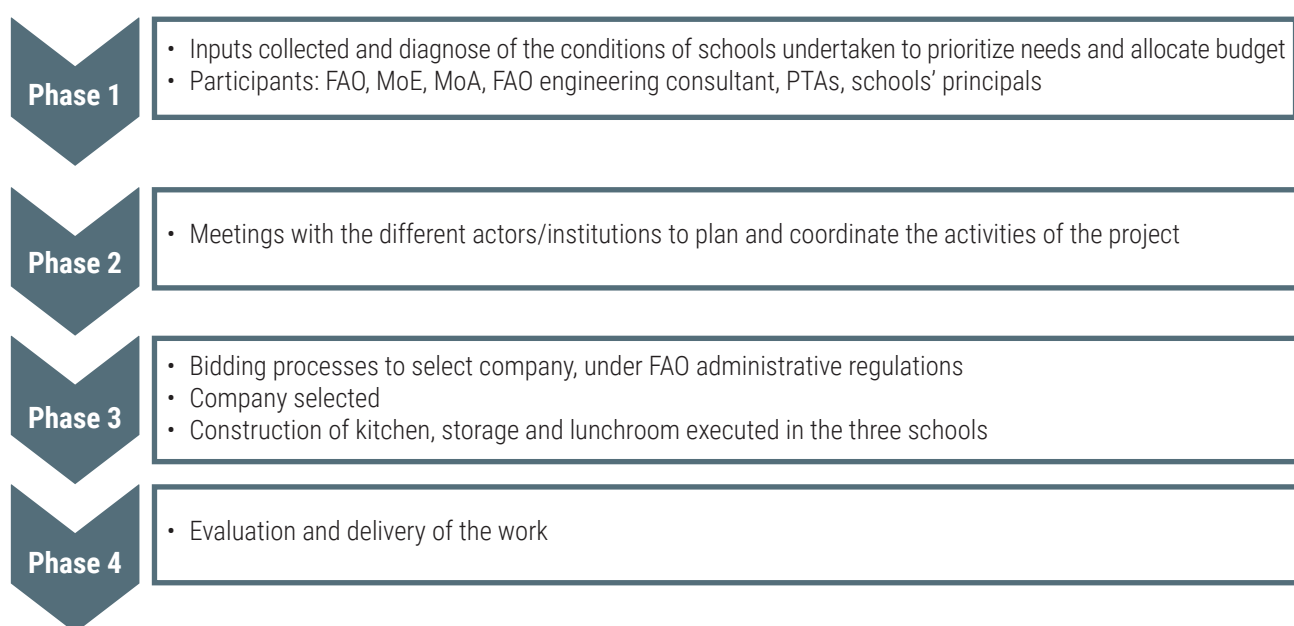 Phase 1
• Inputs collected and diagnose of the conditions of schools undertaken to prioritize needs and allocate budget
• Participants: FAO, MoE, MoA, FAO engineering consultant, PTAs, schools’ principals
Phase 2
• Meetings with the different actors/institutions to plan and coordinate the activities of the project
Phase 3
• Bidding processes to select company, under FAO administrative regulations
• Company selected
• Construction of kitchen, storage and lunchroom executed in the three schools
Phase 4
• Evaluation and delivery of the work